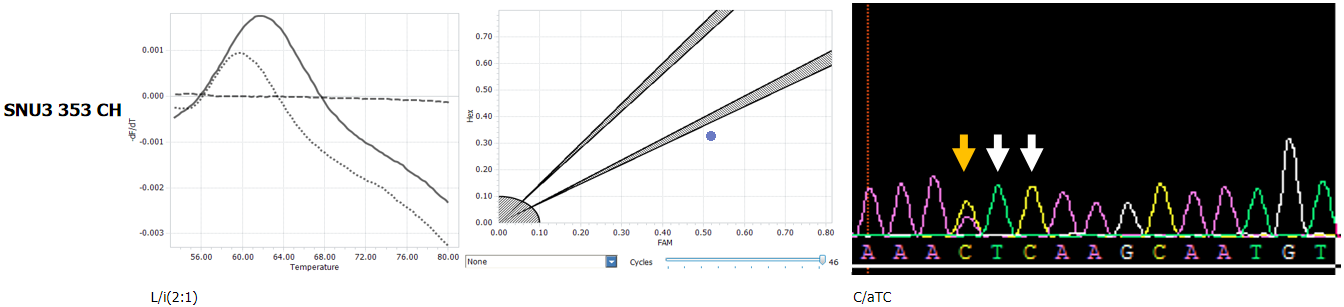 SNU3 353 CH
-dF/dT
0.001
0.000
-0.001
-0.002
-0.003
56.00 60.00 64.00 68.00 72.00 76.00 80.00
Temperature
L/i(2:1)
Hex
0.70
0.60
0.50
0.40
0.30
0.20
0.10
0.00
0.00 0.10 0.20 0.30 0.40 0.50 0.60 0.70 0.80
FAM
None
Cycles
46
A A A C T C A A G C A A T G T
C/aTC